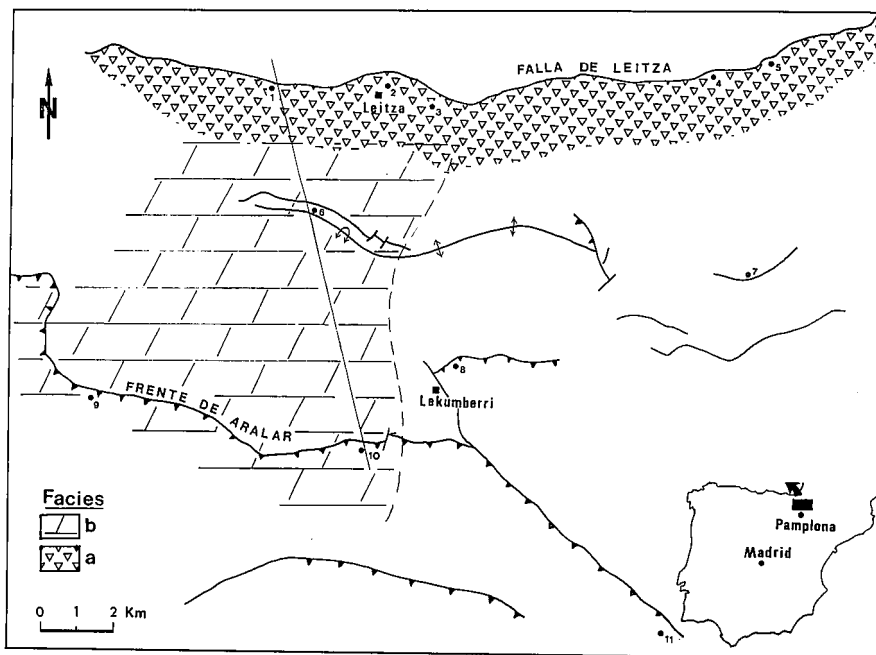 FALLA DE LEITZA
5
4
1
2
Leitza
3
N
6
7
8
Lekumberri
9
FRENTE DE ARALAR
10
Facies
b
a
0 1 2 Km
Pamplona
Madrid
11